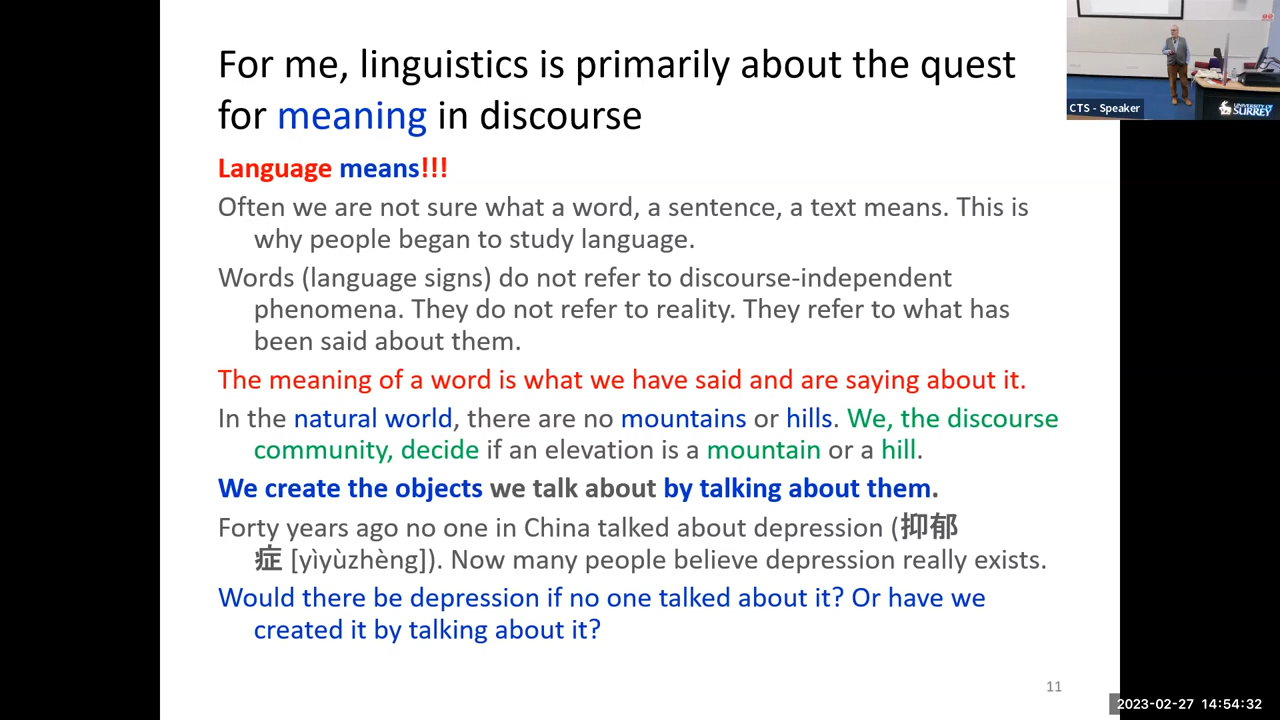 For me, linguistics is primarily about the quest
for meaning in discourse
Language means!!!
Often we are not sure what a word, a sentence, a text means. This is
why people began to study language.
Words (language signs) do not refer to discourse-independent
phenomena. They do not refer to reality. They refer to what has
been said about them.
The meaning of a word is what we have said and are saying about it.
In the natural world, there are no mountains or hills. We, the discourse
community, decide if an elevation is a mountain or a hill.
We create the objects we talk about by talking about them.
Forty years ago no one in China talked about depression (抑郁
症 [yìyùzhèng]). Now many people believe depression really exists.
Would there be depression if no one talked about it? Or have we
created it by talking about it?
11
CTS - Speaker
UNIVERSITY OF
SURREY
2023-02-27 14:54:32